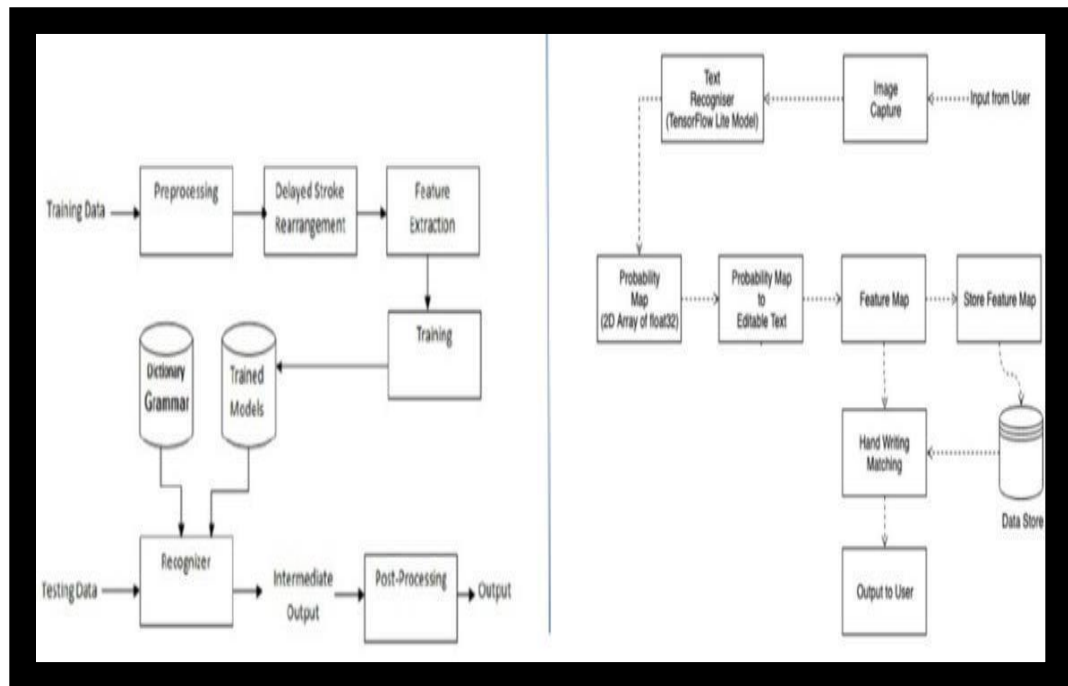 Training Data
Preprocessing
Delayed Stroke
Rearrangement
Feature
Extraction
Training
Dictionary
Grammar
Trained
Models
Testing Data
Recognizer
Intermediate
Output
Post-Processing
Output
Text
Recogniser
(TensorFlow Lite Model)
Image
Capture
Input from User
Probability
Map
(2D Array of float32)
Probability Map
to
Editable Text
Feature Map
Store Feature Map
Hand Writing
Matching
Data Store
Output to User